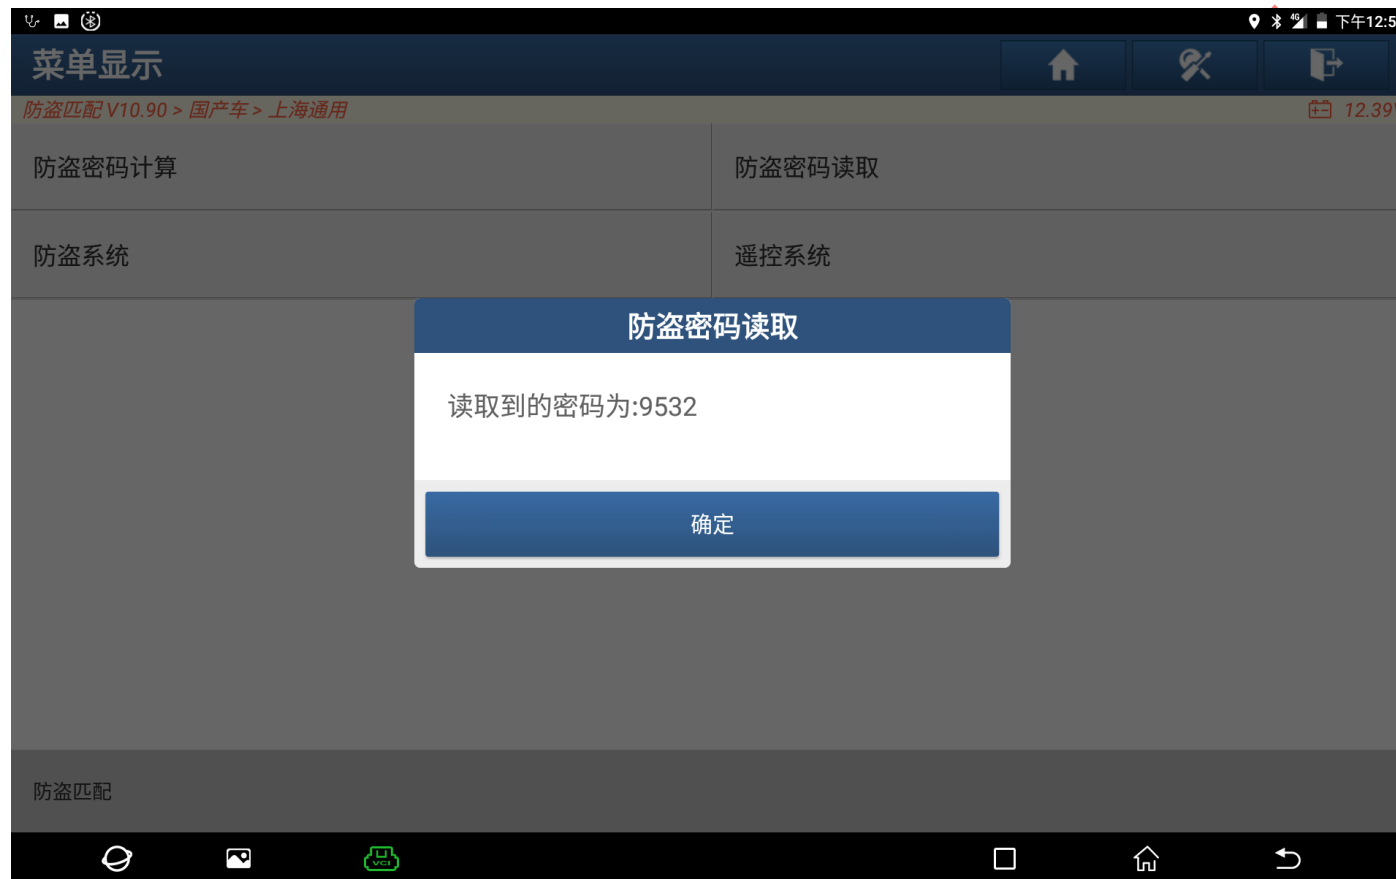 4G 下午12:5
菜单显示
防盗匹配 V10.90 > 国产车 > 上海通用
12.39
防盗密码计算
防盗密码读取
防盗系统
遥控系统
防盗密码读取
读取到的密码为:9532
确定
防盗匹配
VCI